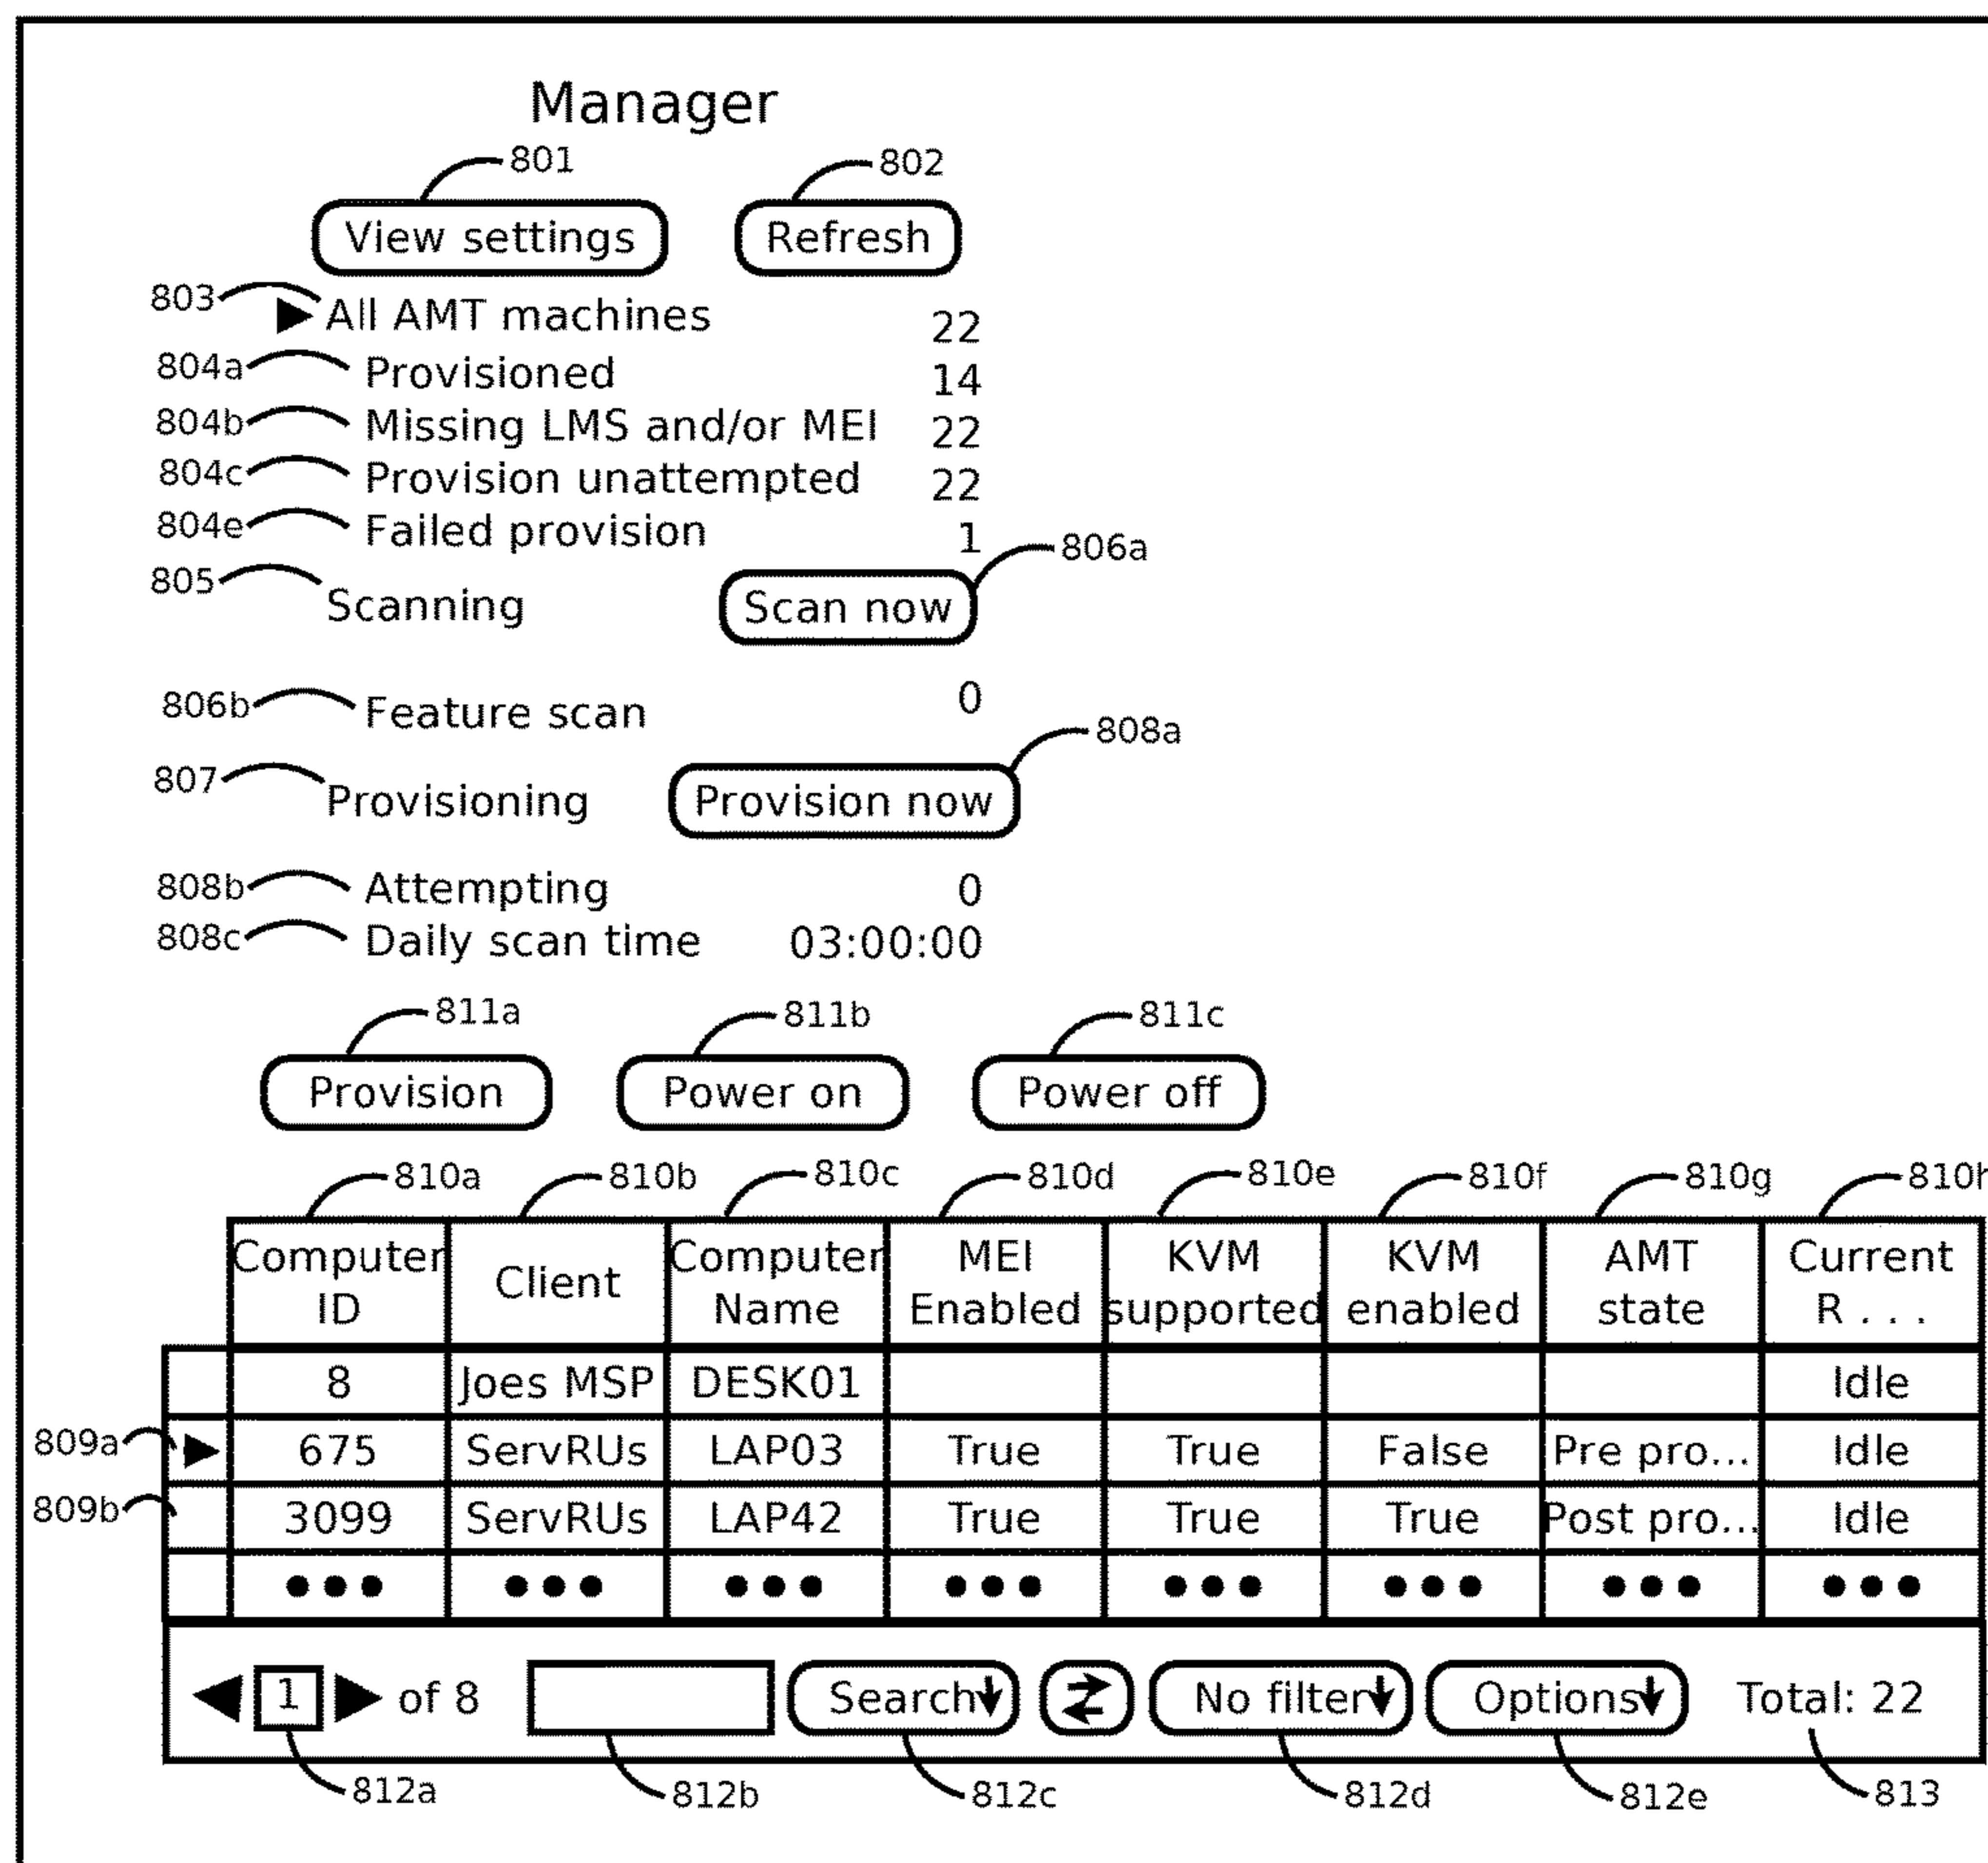 Manager
801 802
View settings Refresh
803 All AMT machines 22
804a Provisioned 14
804b Missing LMS and/or MEI 22
804c Provision unattempted 22
804e Failed provision 1
806a
805 Scanning Scan now
806b Feature scan 0
808a
807 Provisioning Provision now
808b Attempting 0
808c Daily scan time 03:00:00
811a 811b 811c
Provision Power on Power off
810a 810b 810c 810d 810e 810f 810g 810h
Computer ID Client Computer Name MEI Enabled KVM supported KVM enabled AMT state Current R . . .
8 Joes MSP DESK01 Idle
809a 675 ServRUs LAP03 True True False Pre pro... Idle
809b 3099 ServRUs LAP42 True True True Post pro... Idle
1 of 8 Search No filter Options Total: 22
812a 812b 812c 812d 812e 813